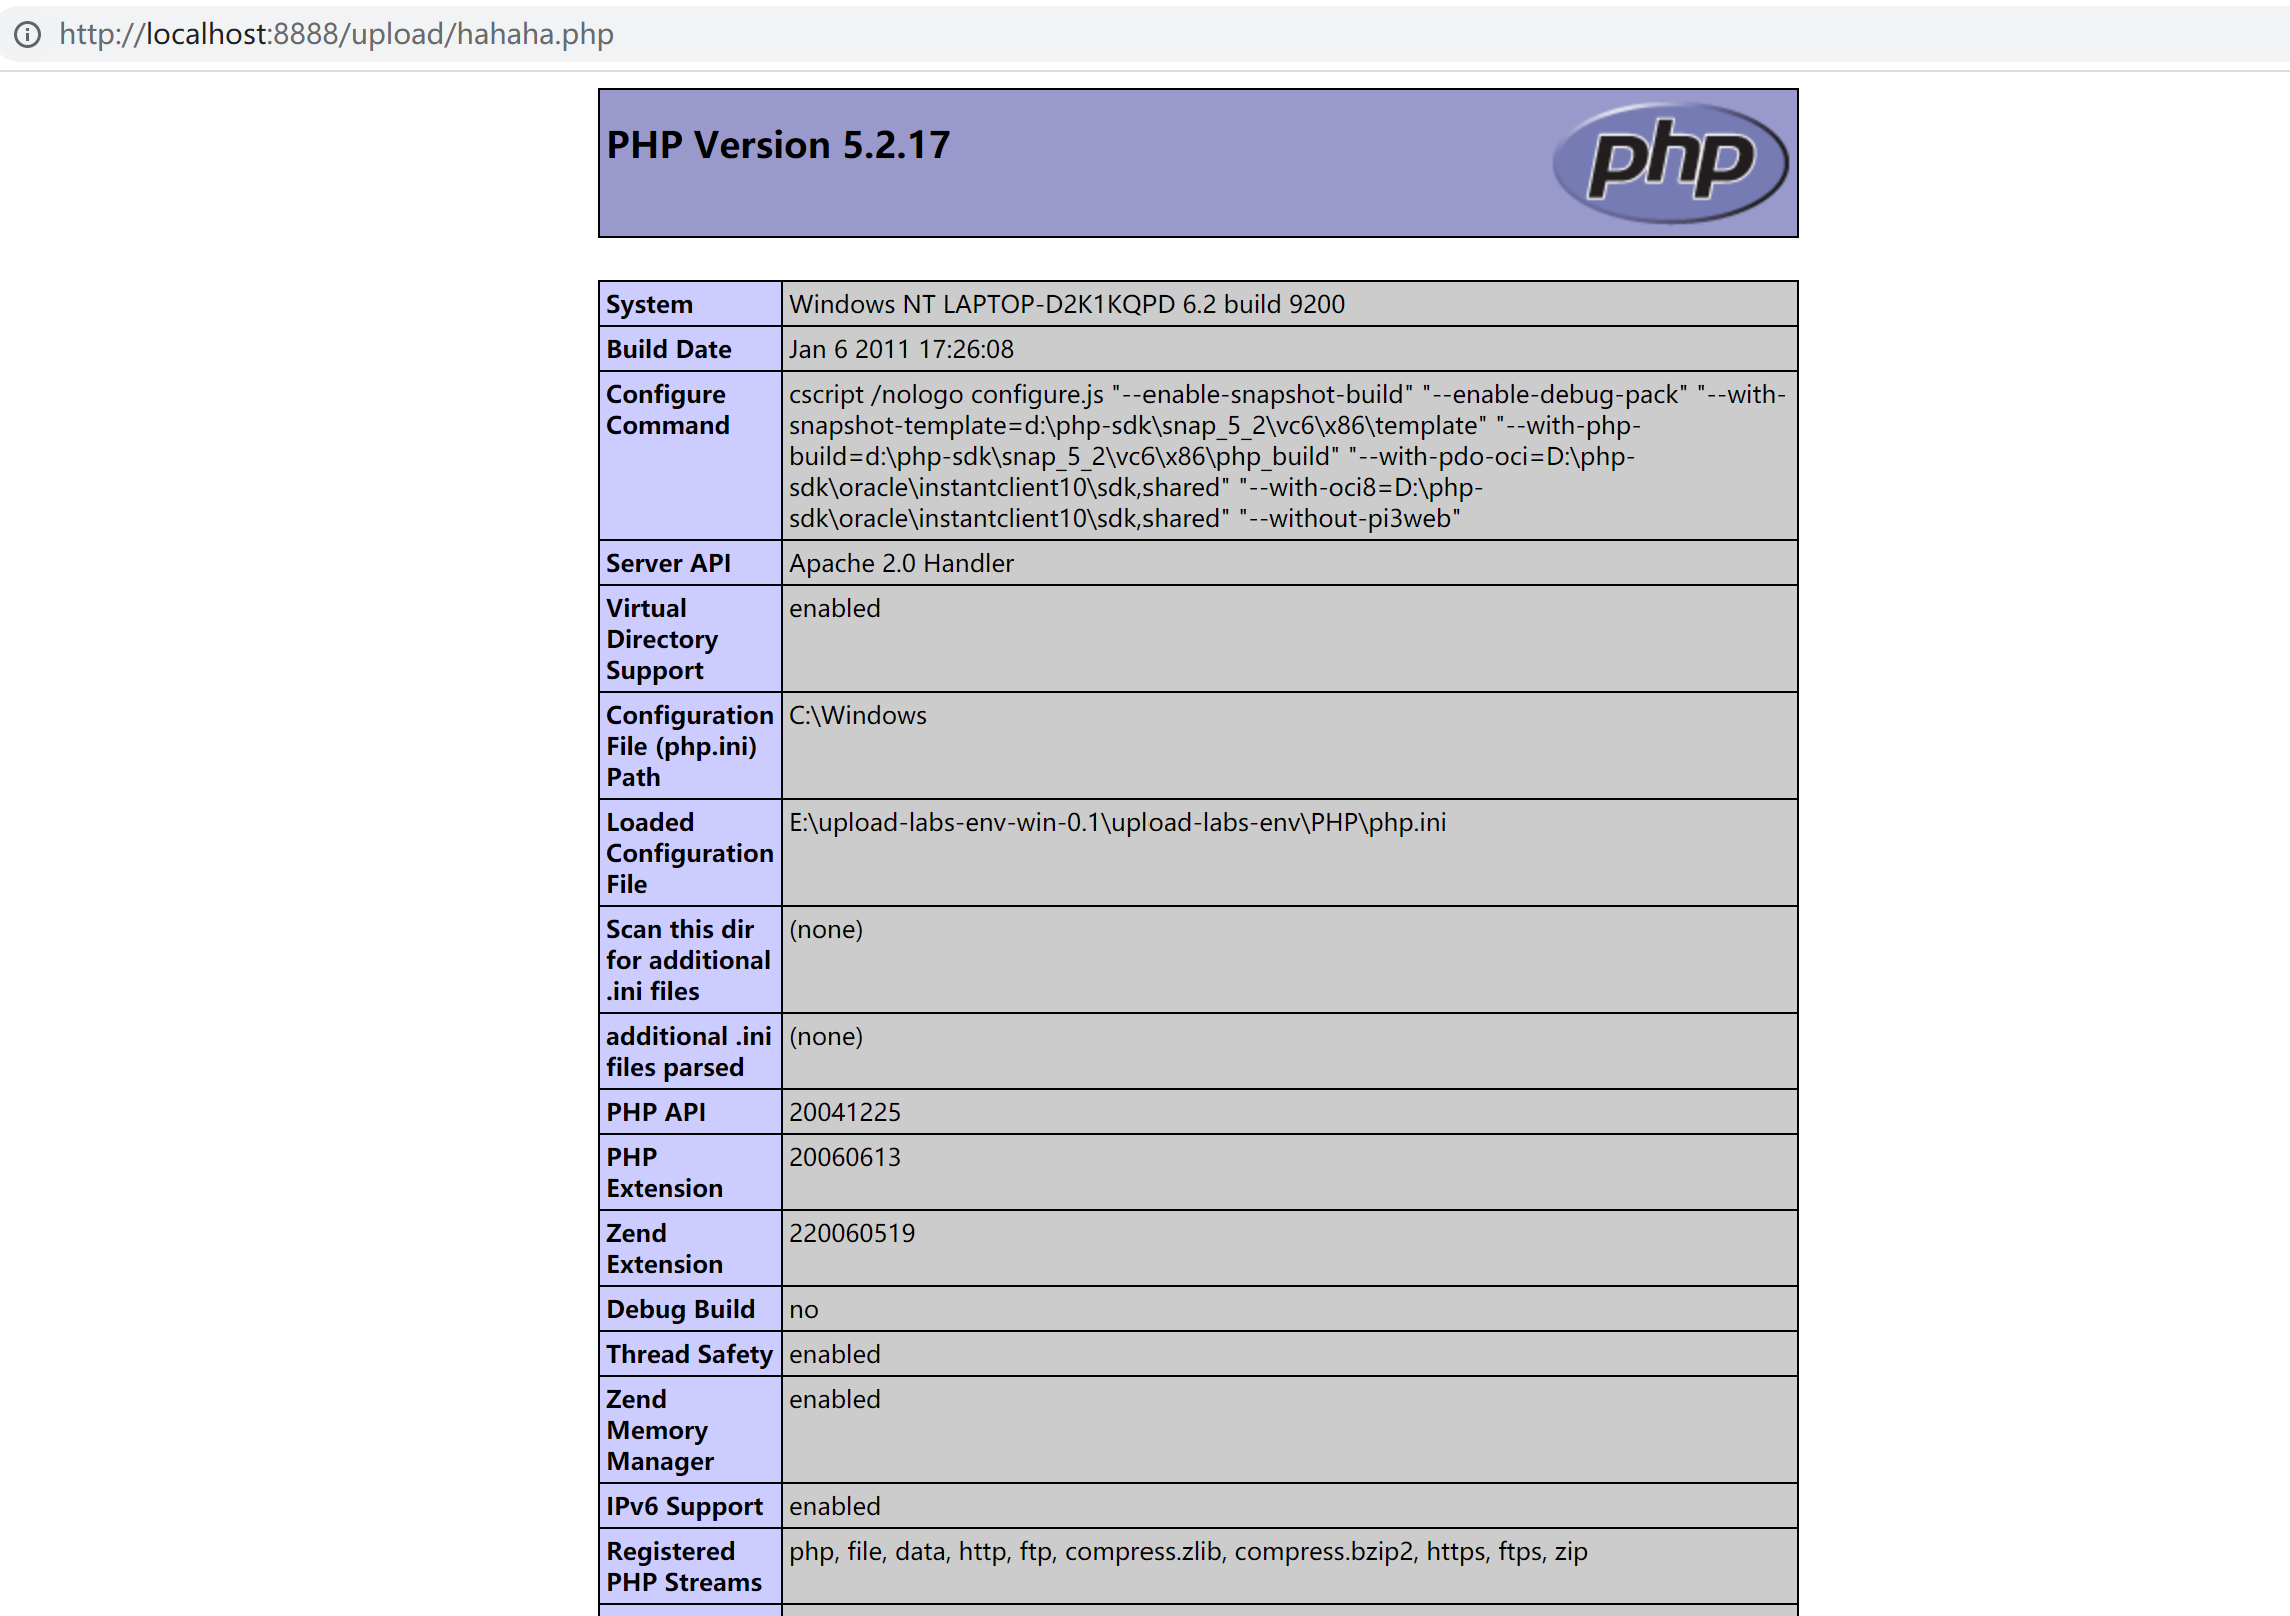 http://localhost:8888/upload/hahaha.php
PHP Version 5.2.17
php
System
Windows NT LAPTOP-D2K1KQPD 6.2 build 9200
Build Date
Jan 6 2011 17:26:08
Configure
Command
cscript /nologo configure.js "--enable-snapshot-build" "--enable-debug-pack" "--with-
snapshot-template=d:\php-sdk\snap_5_2\vc6\x86\template" "--with-php-
build=d:\php-sdk\snap_5_2\vc6\x86\php_build" "--with-pdo-oci=D:\php-
sdk\oracle\instantclient10\sdk,shared" "--with-oci8=D:\php-
sdk\oracle\instantclient10\sdk,shared" "--without-pi3web"
Server API
Apache 2.0 Handler
Virtual
Directory
Support
enabled
Configuration
File (php.ini)
Path
C:\Windows
Loaded
Configuration
File
E:\upload-labs-env-win-0.1\upload-labs-env\PHP\php.ini
Scan this dir
for additional
.ini files
(none)
additional .ini
files parsed
(none)
PHP API
20041225
PHP
Extension
20060613
Zend
Extension
220060519
Debug Build
no
Thread Safety
enabled
Zend
Memory
Manager
enabled
IPv6 Support
enabled
Registered
PHP Streams
php, file, data, http, ftp, compress.zlib, compress.bzip2, https, ftps, zip